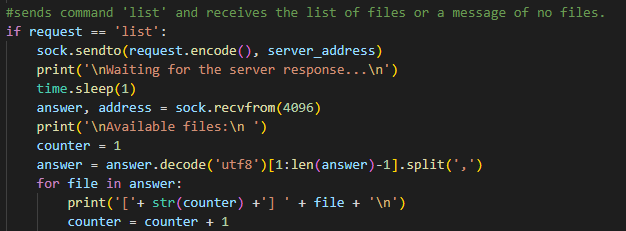 #sends command 'list' and receives the list of files or a message of no files.
if request == 'list':
    sock.sendto(request.encode(), server_address)
    print('\nWaiting for the server response...\n')
    time.sleep(1)
    answer, address = sock.recvfrom(4096)
    print('\nAvailable files:\n ')
    counter = 1
    answer = answer.decode('utf8')[1:len(answer)-1].split(',')
    for file in answer:
        print('['+ str(counter) +'] ' + file + '\n')
        counter = counter + 1